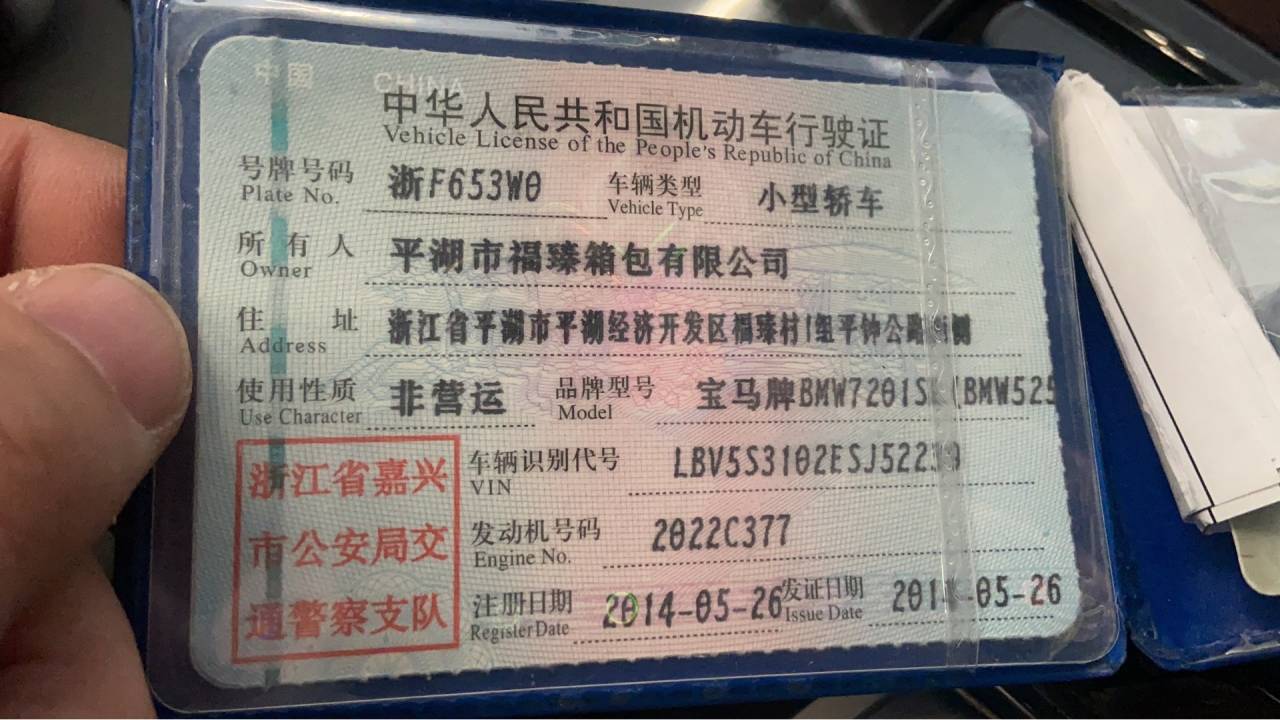 中国 CHINA
中华人民共和国机动车行驶证
Vehicle License of the People's Republic of China
号牌号码 浙F653W0 车辆类型 小型轿车
Plate No. Vehicle Type
所有人 平湖市福臻箱包有限公司
Owner
住址 浙江省平湖市平湖经济开发区福臻村1组平钟公路 侧
Address
使用性质 非营运 品牌型号 宝马牌BMW7201S (BMW525
Use Character Model
浙江省嘉兴
市公安局交
通警察支队
车辆识别代号 LBV5S3102ESJ522
VIN
发动机号码 2022C377
Engine No.
注册日期 2014-05-26 发证日期 201 -05-26
Register Date Issue Date